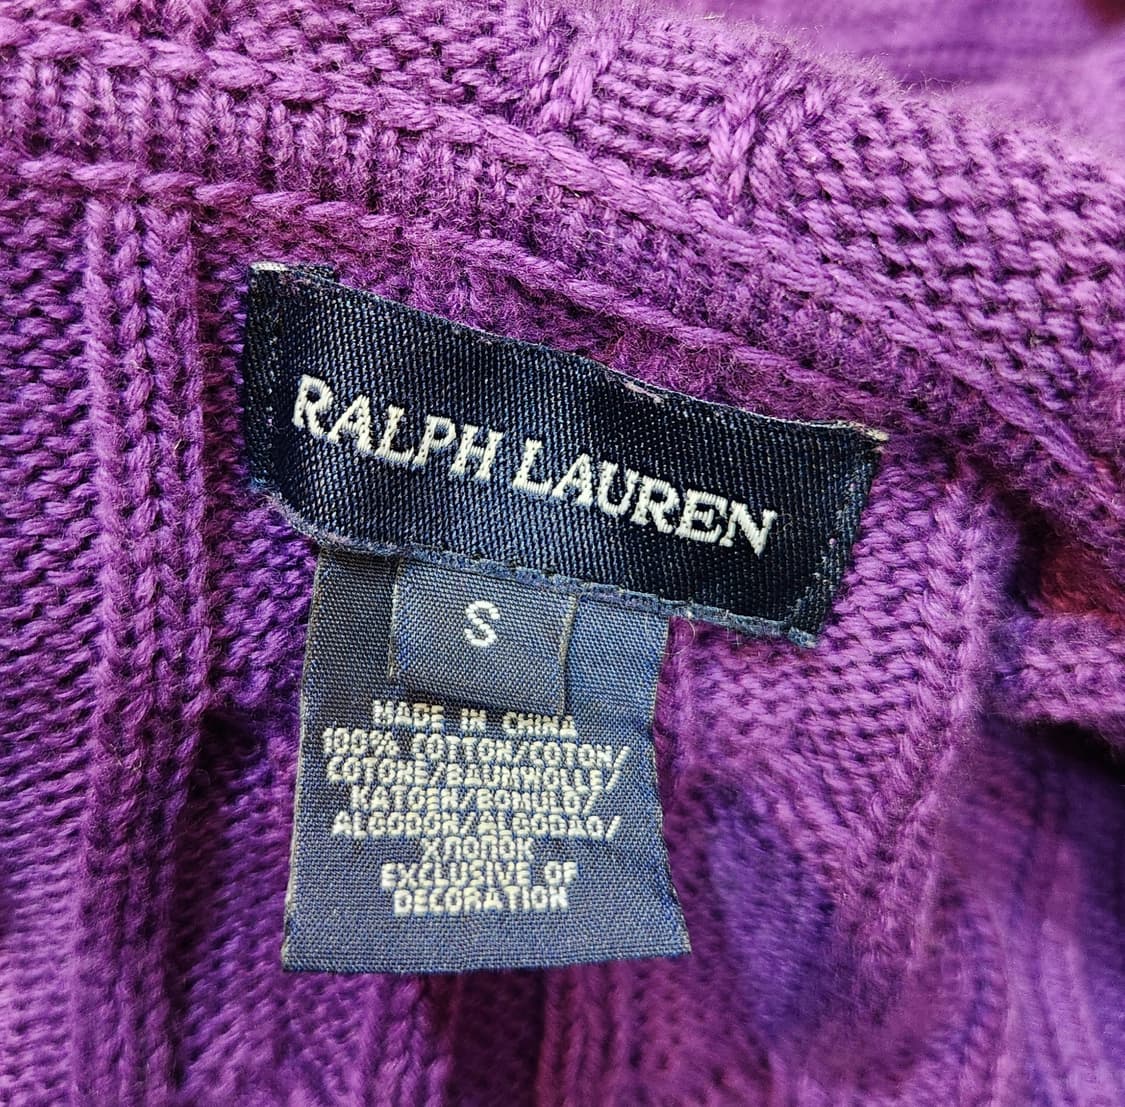 RALPH LAUREN
S
MADE IN CHINA
100% COTTON/COTON/
COTONE/BAUMWOLLE/
KATOEN/BOMULD/
ALGODON/ALGODAO/
ХЛОПОК
EXCLUSIVE OF
DECORATION